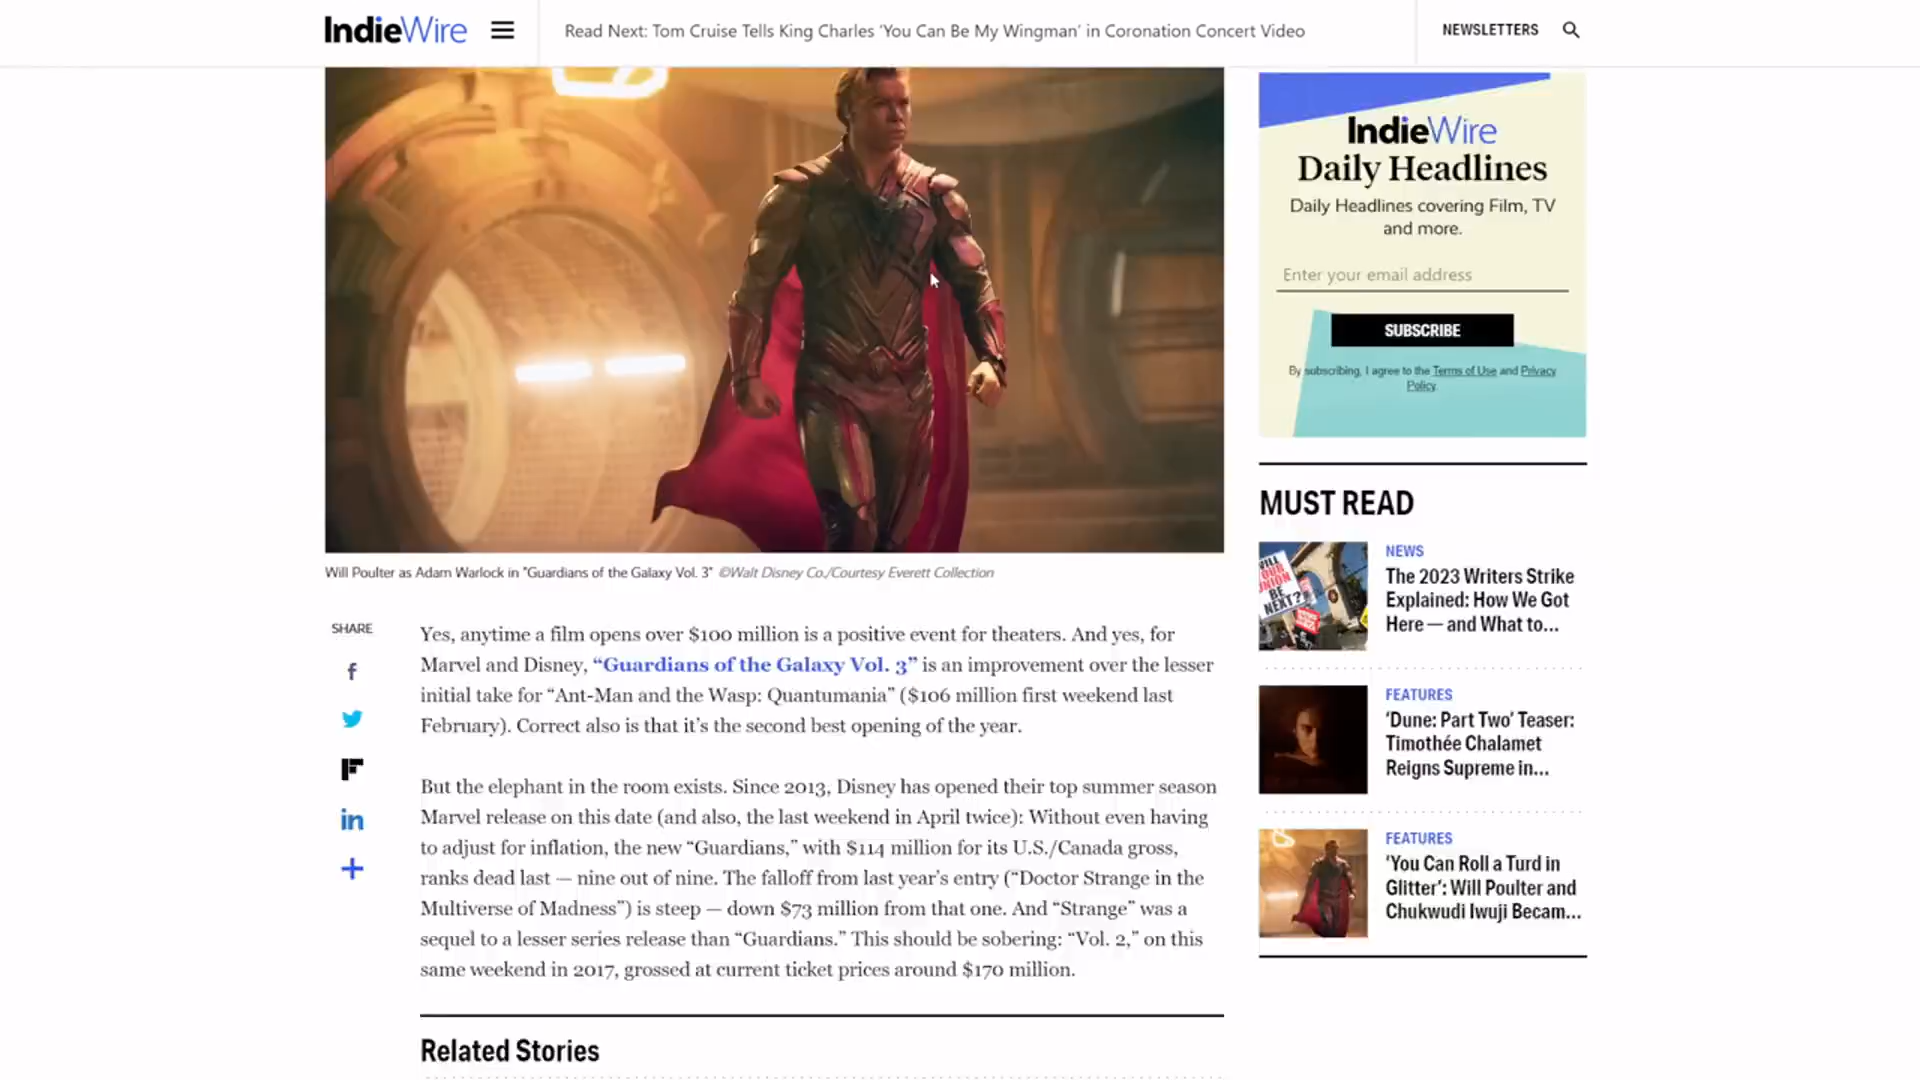 IndieWire
Read Next: Tom Cruise Tells King Charles ‘You Can Be My Wingman’ in Coronation Concert Video
NEWSLETTERS
Will Poulter as Adam Warlock in "Guardians of the Galaxy Vol. 3" ©Walt Disney Co./Courtesy Everett Collection
SHARE
Yes, anytime a film opens over $100 million is a positive event for theaters. And yes, for
Marvel and Disney, “Guardians of the Galaxy Vol. 3” is an improvement over the lesser
initial take for “Ant-Man and the Wasp: Quantumania” ($106 million first weekend last
February). Correct also is that it’s the second best opening of the year.
But the elephant in the room exists. Since 2013, Disney has opened their top summer season
Marvel release on this date (and also, the last weekend in April twice): Without even having
to adjust for inflation, the new “Guardians,” with $114 million for its U.S./Canada gross,
ranks dead last — nine out of nine. The falloff from last year’s entry (“Doctor Strange in the
Multiverse of Madness”) is steep — down $73 million from that one. And “Strange” was a
sequel to a lesser series release than “Guardians.” This should be sobering: “Vol. 2,” on this
same weekend in 2017, grossed at current ticket prices around $170 million.
Related Stories
IndieWire
Daily Headlines
Daily Headlines covering Film, TV
and more.
Enter your email address
SUBSCRIBE
By subscribing, I agree to the Terms of Use and Privacy
Policy.
MUST READ
WILL
YOUR
UNION
BE
NEXT?
NEWS
The 2023 Writers Strike
Explained: How We Got
Here — and What to...
FEATURES
‘Dune: Part Two’ Teaser:
Timothée Chalamet
Reigns Supreme in...
FEATURES
‘You Can Roll a Turd in
Glitter’: Will Poulter and
Chukwudi Iwuji Becam...